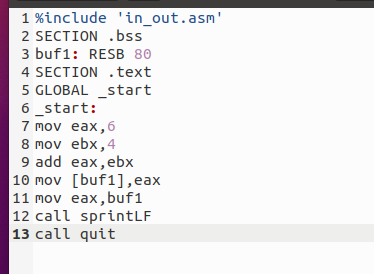 1 %include 'in_out.asm'
2 SECTION .bss
3 buf1: RESB 80
4 SECTION .text
5 GLOBAL _start
6 _start:
7 mov eax,6
8 mov ebx,4
9 add eax,ebx
10 mov [buf1],eax
11 mov eax,buf1
12 call sprintLF
13 call quit